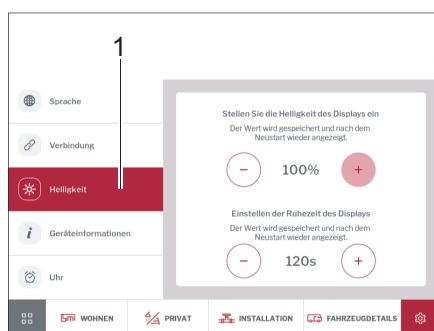 1
Sprache
Verbindung
Helligkeit
Geräteinformationen
Uhr
Stellen Sie die Helligkeit des Displays ein
Der Wert wird gespeichert und nach dem
Neustart wieder angezeigt.
− 100% +
Einstellen der Ruhezeit des Displays
Der Wert wird gespeichert und nach dem
Neustart wieder angezeigt.
− 120s +
WOHNEN PRIVAT INSTALLATION FAHRZEUGDETAILS